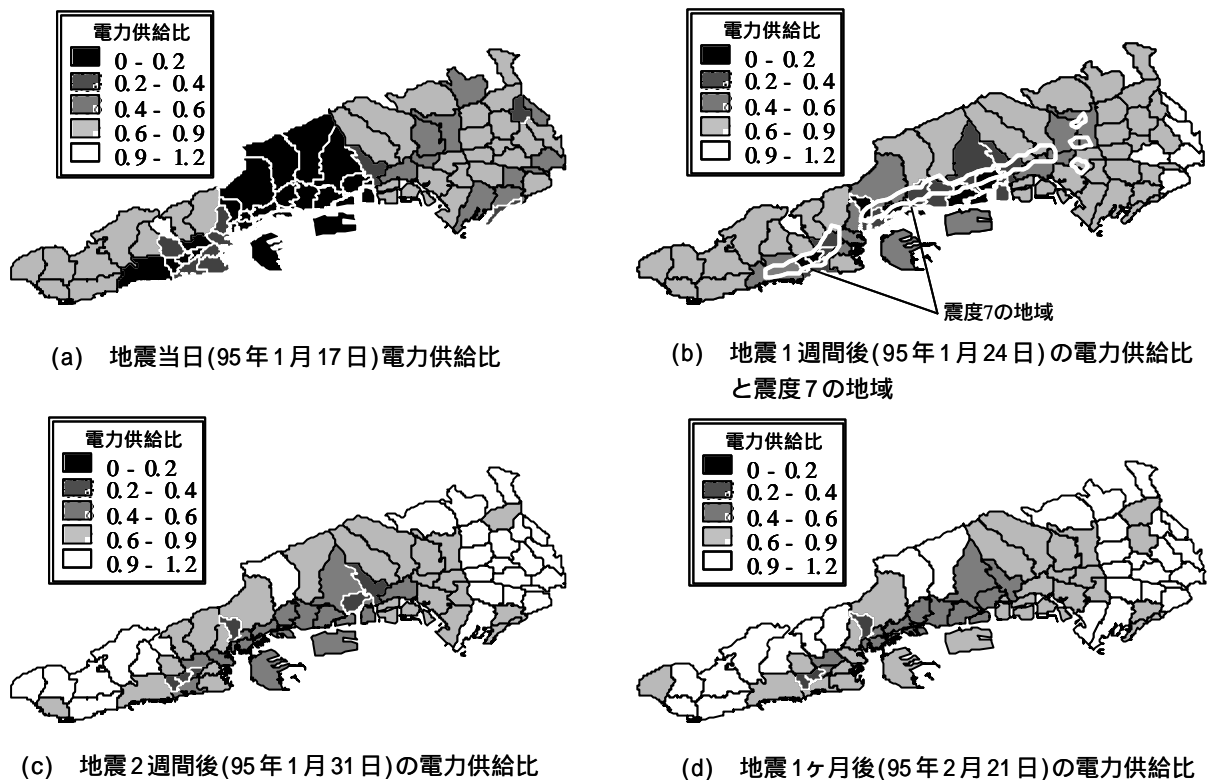 電力供給比
0 - 0.2
0.2 - 0.4
0.4 - 0.6
0.6 - 0.9
0.9 - 1.2
(a) 地震当日(95年1月17日)電力供給比
電力供給比
0 - 0.2
0.2 - 0.4
0.4 - 0.6
0.6 - 0.9
0.9 - 1.2
震度7の地域
(b) 地震1週間後(95年1月24日)の電力供給比
と震度7の地域
電力供給比
0 - 0.2
0.2 - 0.4
0.4 - 0.6
0.6 - 0.9
0.9 - 1.2
(c) 地震2週間後(95年1月31日)の電力供給比
電力供給比
0 - 0.2
0.2 - 0.4
0.4 - 0.6
0.6 - 0.9
0.9 - 1.2
(d) 地震1ヶ月後(95年2月21日)の電力供給比